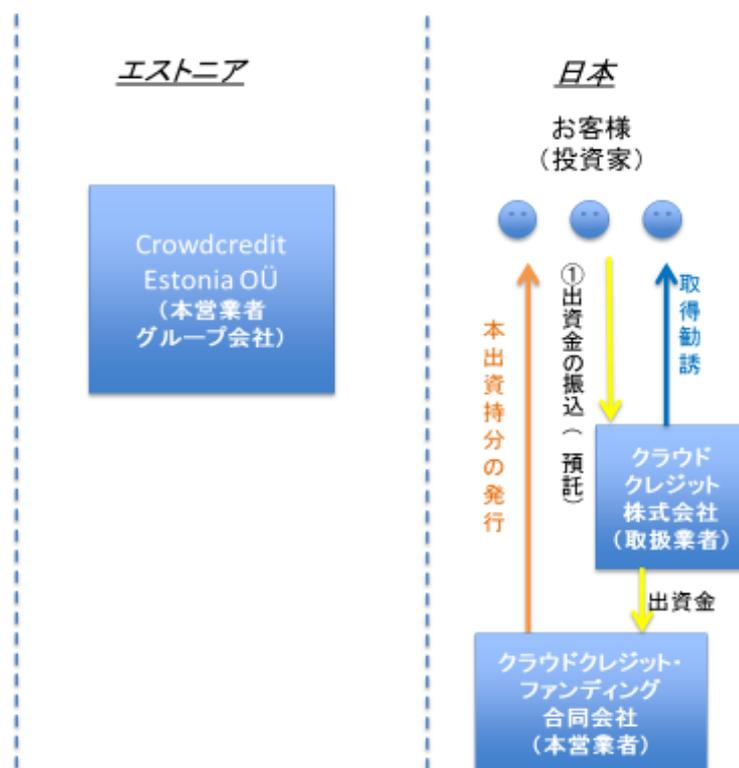 エストニア
Crowdcredit
Estonia OÜ
（本営業者
グループ会社）
日本
お客様
（投資家）
本出資持分の発行
①出資金の振込（預託）
取得勧誘
クラウド
クレジット
株式会社
（取扱業者）
出資金
クラウドクレジット・
ファンディング
合同会社
（本営業者）